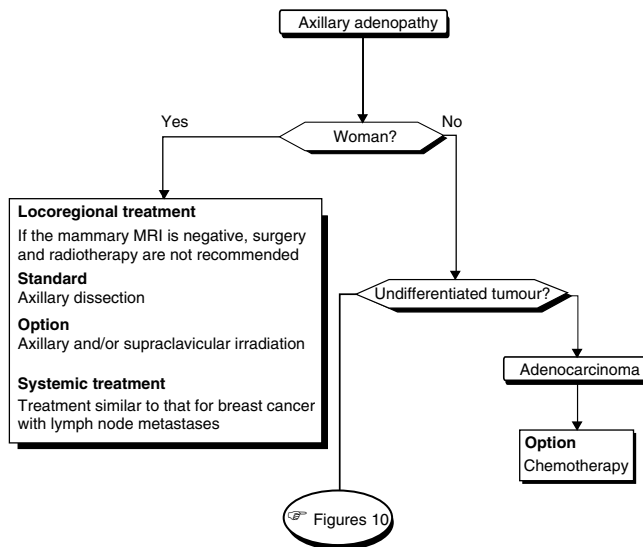 Axillary adenopathy
Yes
No
Woman?
Locoregional treatment
If the mammary MRI is negative, surgery
and radiotherapy are not recommended
Standard
Axillary dissection
Option
Axillary and/or supraclavicular irradiation
Systemic treatment
Treatment similar to that for breast cancer
with lymph node metastases
Undifferentiated tumour?
Adenocarcinoma
Option
Chemotherapy
☞ Figures 10